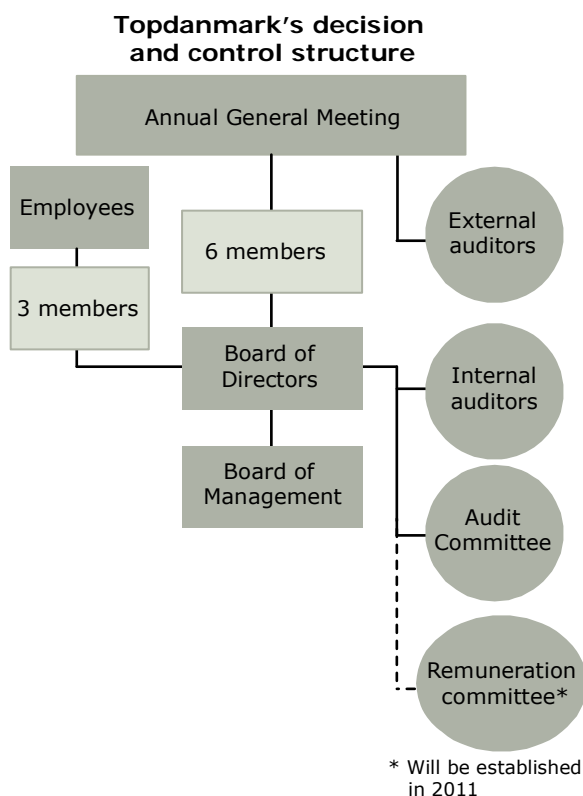 Topdanmark's decision
and control structure
Annual General Meeting
Employees
6 members
External
auditors
3 members
Board of
Directors
Internal
auditors
Board of
Management
Audit
Committee
Remuneration
committee*
* Will be established
in 2011